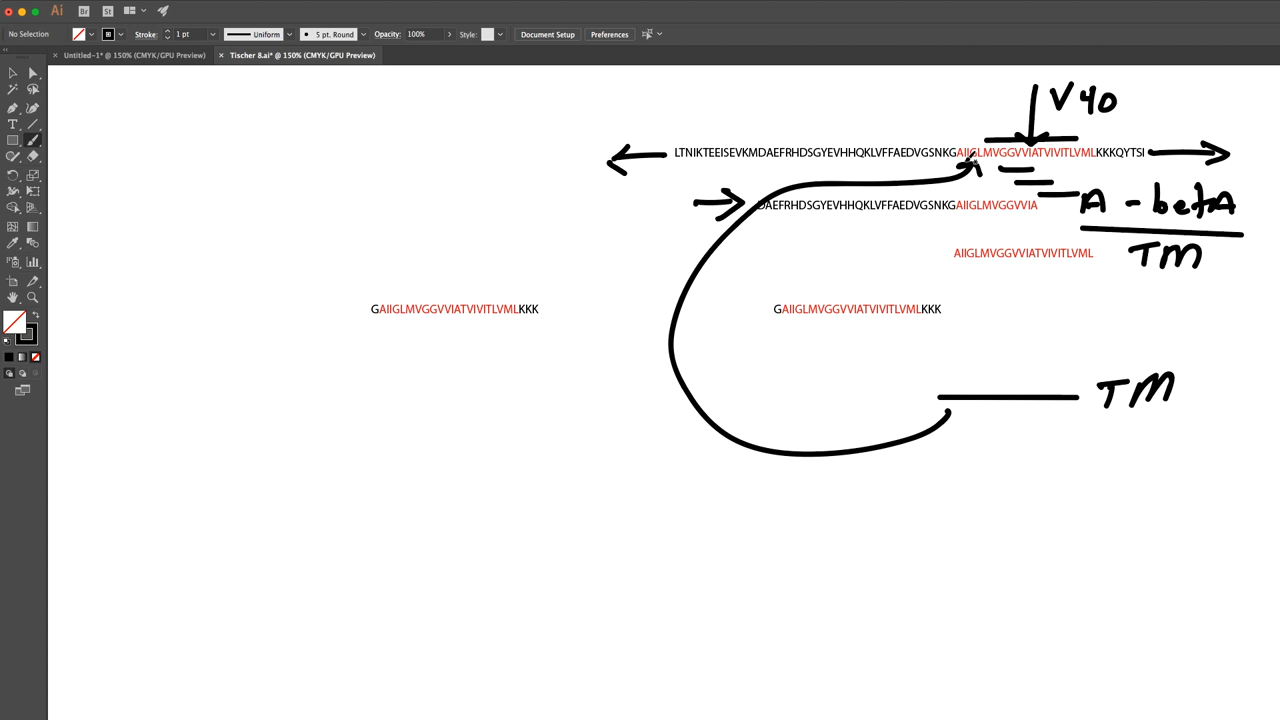 Ai Br St
No Selection Stroke: 1 pt Uniform 5 pt. Round Opacity: 100% Style: Document Setup Preferences
× Untitled-1* @ 150% (CMYK/GPU Preview) × Tischer 8.ai* @ 150% (CMYK/GPU Preview)
V40
LTNIKTEEISEVKMDAEFRHDSGYEVHHQKLVFFAEDVGSNKGAIIGLMVGGVVIATVIVITLVMLKKKQYTSI
DAEFRHDSGYEVHHQKLVFFAEDVGSNKGAIIGLMVGGVVIA
A - betA
TM
AIIGLMVGGVVIATVIVITLVML
GAIIGLMVGGVVIATVIVITLVMLKKK GAIIGLMVGGVVIATVIVITLVMLKKK
TM